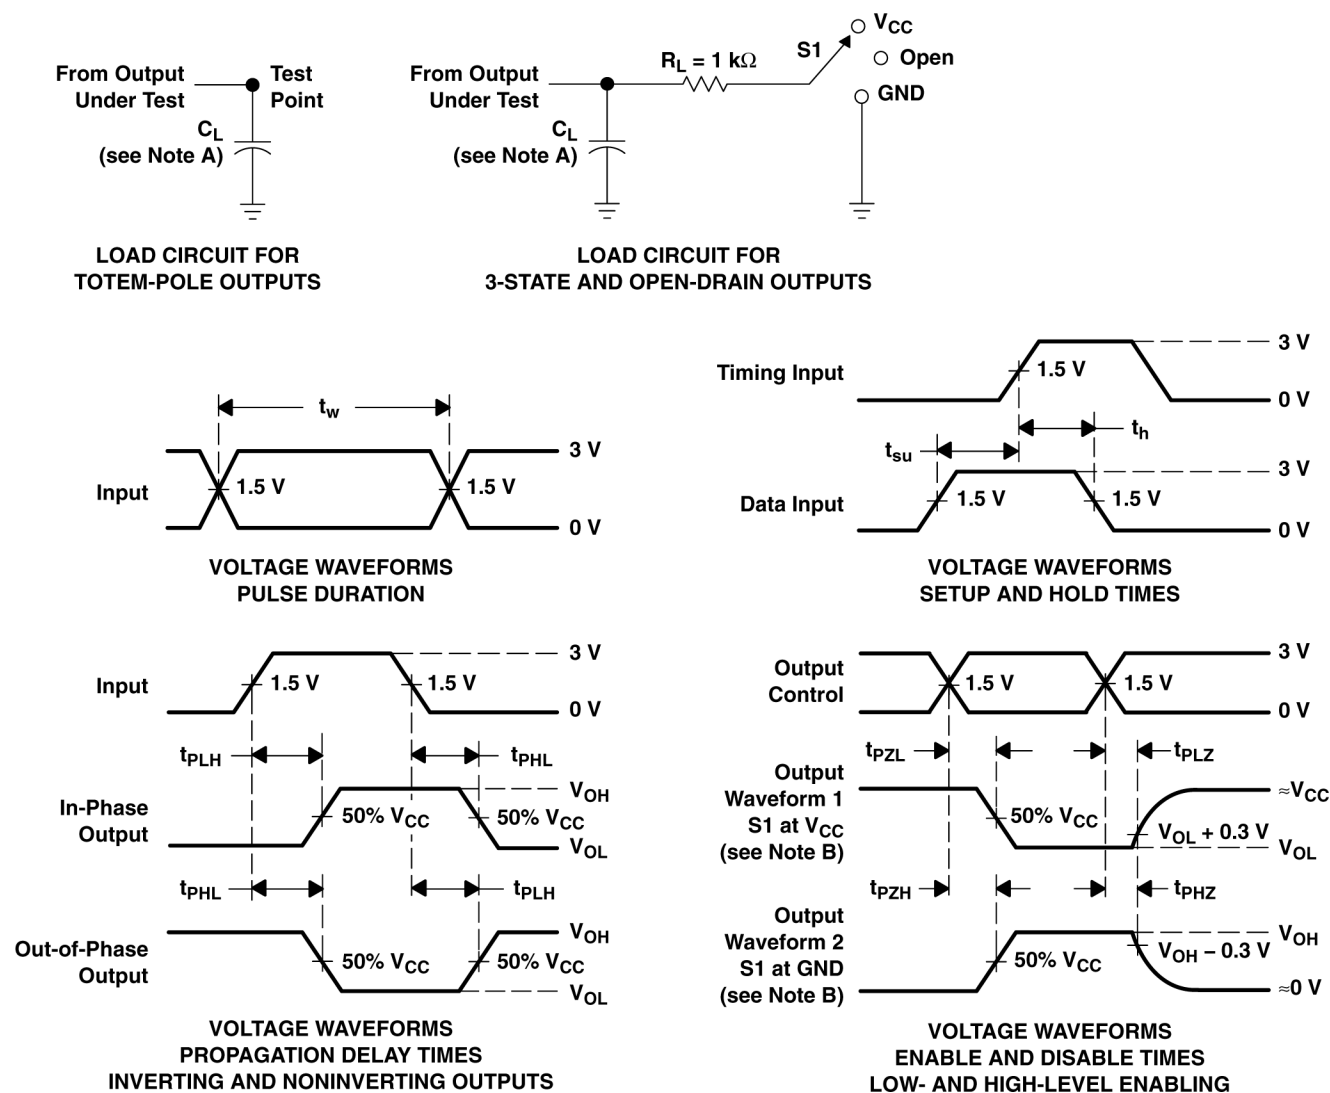 From Output
Under Test
Test
Point
CL
(see Note A)
LOAD CIRCUIT FOR
TOTEM-POLE OUTPUTS
From Output
Under Test
RL = 1 kΩ
S1
VCC
Open
GND
CL
(see Note A)
LOAD CIRCUIT FOR
3-STATE AND OPEN-DRAIN OUTPUTS
tw
Input
1.5 V
1.5 V
3 V
0 V
VOLTAGE WAVEFORMS
PULSE DURATION
Timing Input
1.5 V
3 V
0 V
th
tsu
Data Input
1.5 V
1.5 V
3 V
0 V
VOLTAGE WAVEFORMS
SETUP AND HOLD TIMES
Input
1.5 V
1.5 V
3 V
0 V
tPLH
tPHL
In-Phase
Output
50% VCC
50% VCC
VOH
VOL
tPHL
tPLH
Out-of-Phase
Output
50% VCC
50% VCC
VOH
VOL
VOLTAGE WAVEFORMS
PROPAGATION DELAY TIMES
INVERTING AND NONINVERTING OUTPUTS
Output
Control
1.5 V
1.5 V
3 V
0 V
tPZL
tPLZ
Output
Waveform 1
S1 at VCC
(see Note B)
50% VCC
VOL + 0.3 V
≈VCC
VOL
tPZH
tPHZ
Output
Waveform 2
S1 at GND
(see Note B)
50% VCC
VOH − 0.3 V
VOH
≈0 V
VOLTAGE WAVEFORMS
ENABLE AND DISABLE TIMES
LOW- AND HIGH-LEVEL ENABLING